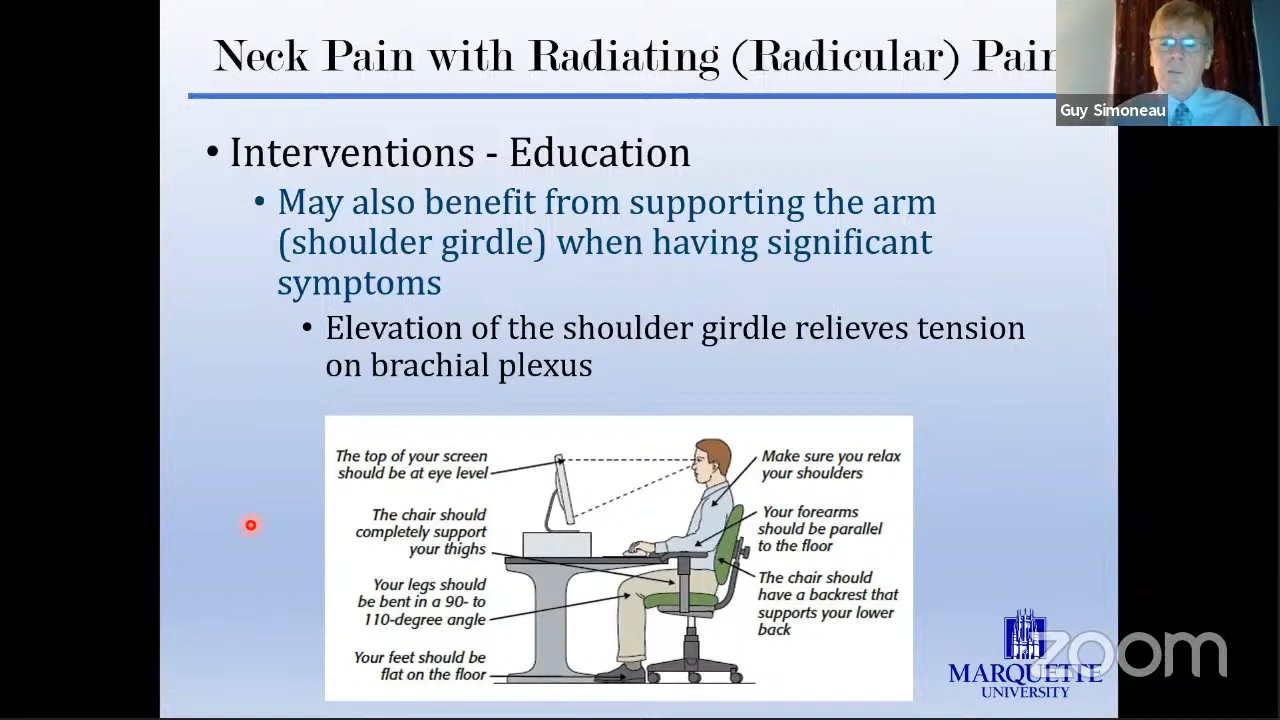 Neck Pain with Radiating (Radicular) Pain
Guy Simoneau
• Interventions - Education
• May also benefit from supporting the arm
(shoulder girdle) when having significant
symptoms
• Elevation of the shoulder girdle relieves tension
on brachial plexus
The top of your screen
should be at eye level
The chair should
completely support
your thighs
Your legs should
be bent in a 90- to
110-degree angle
Your feet should be
flat on the floor
Make sure you relax
your shoulders
Your forearms
should be parallel
to the floor
The chair should
have a backrest that
supports your lower
back
zoom
MARQUETTE
UNIVERSITY